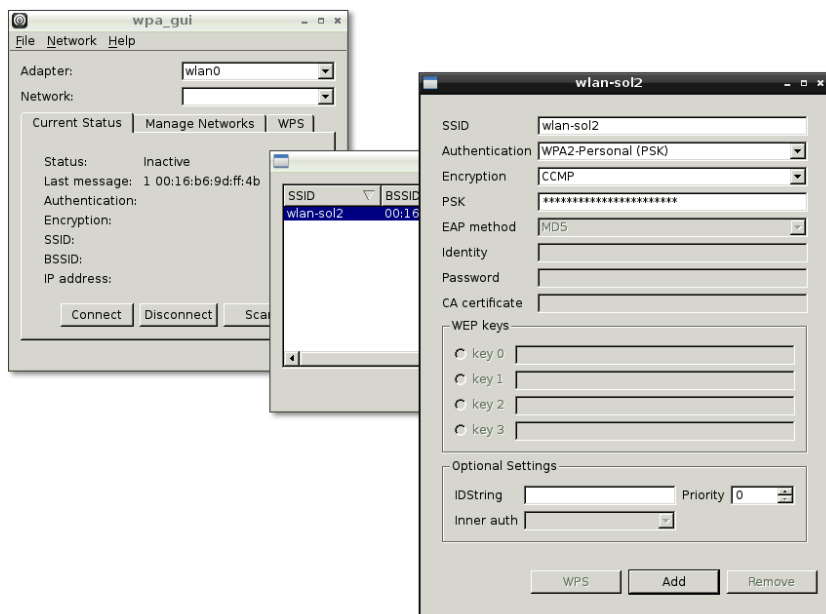 wpa_gui
File Network Help
Adapter: wlan0
Network:
Current Status Manage Networks WPS
Status: Inactive
Last message: 1 00:16:b6:9d:ff:4b
Authentication:
Encryption:
SSID:
BSSID:
IP address:
Connect Disconnect Scan
SSID BSSID
wlan-sol2 00:16
wlan-sol2
SSID wlan-sol2
Authentication WPA2-Personal (PSK)
Encryption CCMP
PSK ***********************
EAP method MD5
Identity
Password
CA certificate
WEP keys
key 0
key 1
key 2
key 3
Optional Settings
IDString Priority 0
Inner auth
WPS Add Remove